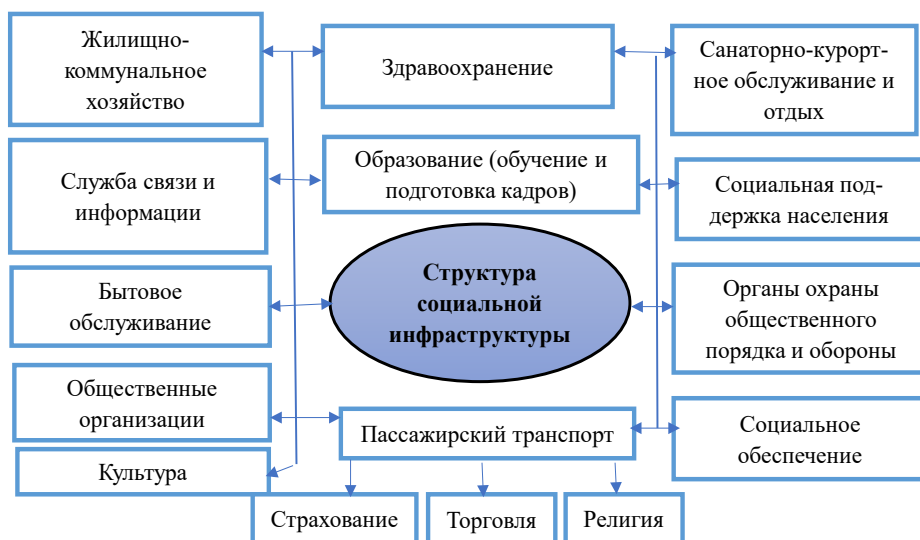 Жилищно-
коммунальное
хозяйство
Здравоохранение
Санаторно-курорт-
ное обслуживание и
отдых
Служба связи и
информации
Образование (обучение и
подготовка кадров)
Социальная под-
держка населения
Бытовое
обслуживание
Структура
социальной
инфраструктуры
Органы охраны
общественного
порядка и обороны
Общественные
организации
Пассажирский транспорт
Социальное
обеспечение
Культура
Страхование
Торговля
Религия